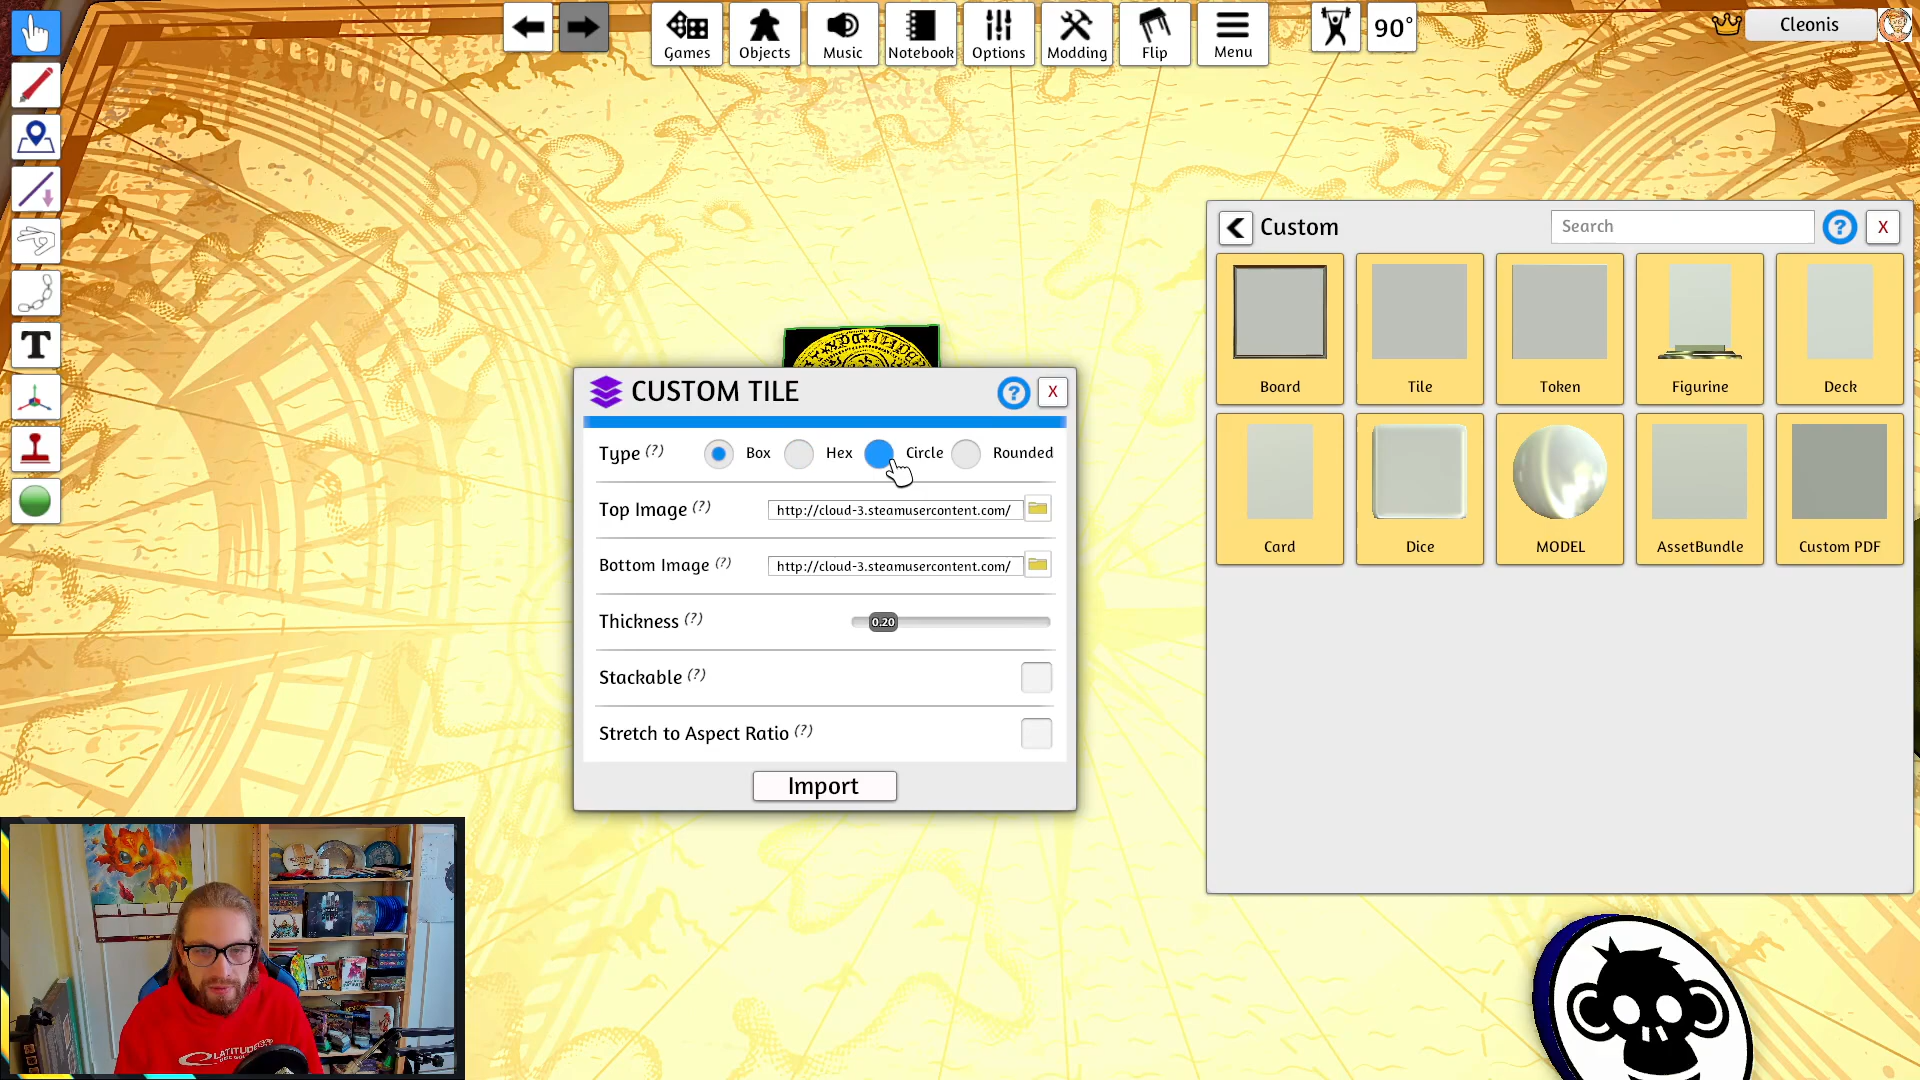 Games
Objects
Music
Notebook
Options
Modding
Flip
Menu
90°
Cleonis
T
Custom
Search
?
X
Board
Tile
Token
Figurine
Deck
Card
Dice
MODEL
AssetBundle
Custom PDF
CUSTOM TILE
?
X
Type (?)
Box
Hex
Circle
Rounded
Top Image (?)
http://cloud-3.steamusercontent.com/
Bottom Image (?)
http://cloud-3.steamusercontent.com/
Thickness (?)
0.20
Stackable (?)
Stretch to Aspect Ratio (?)
Import
LATITUDE